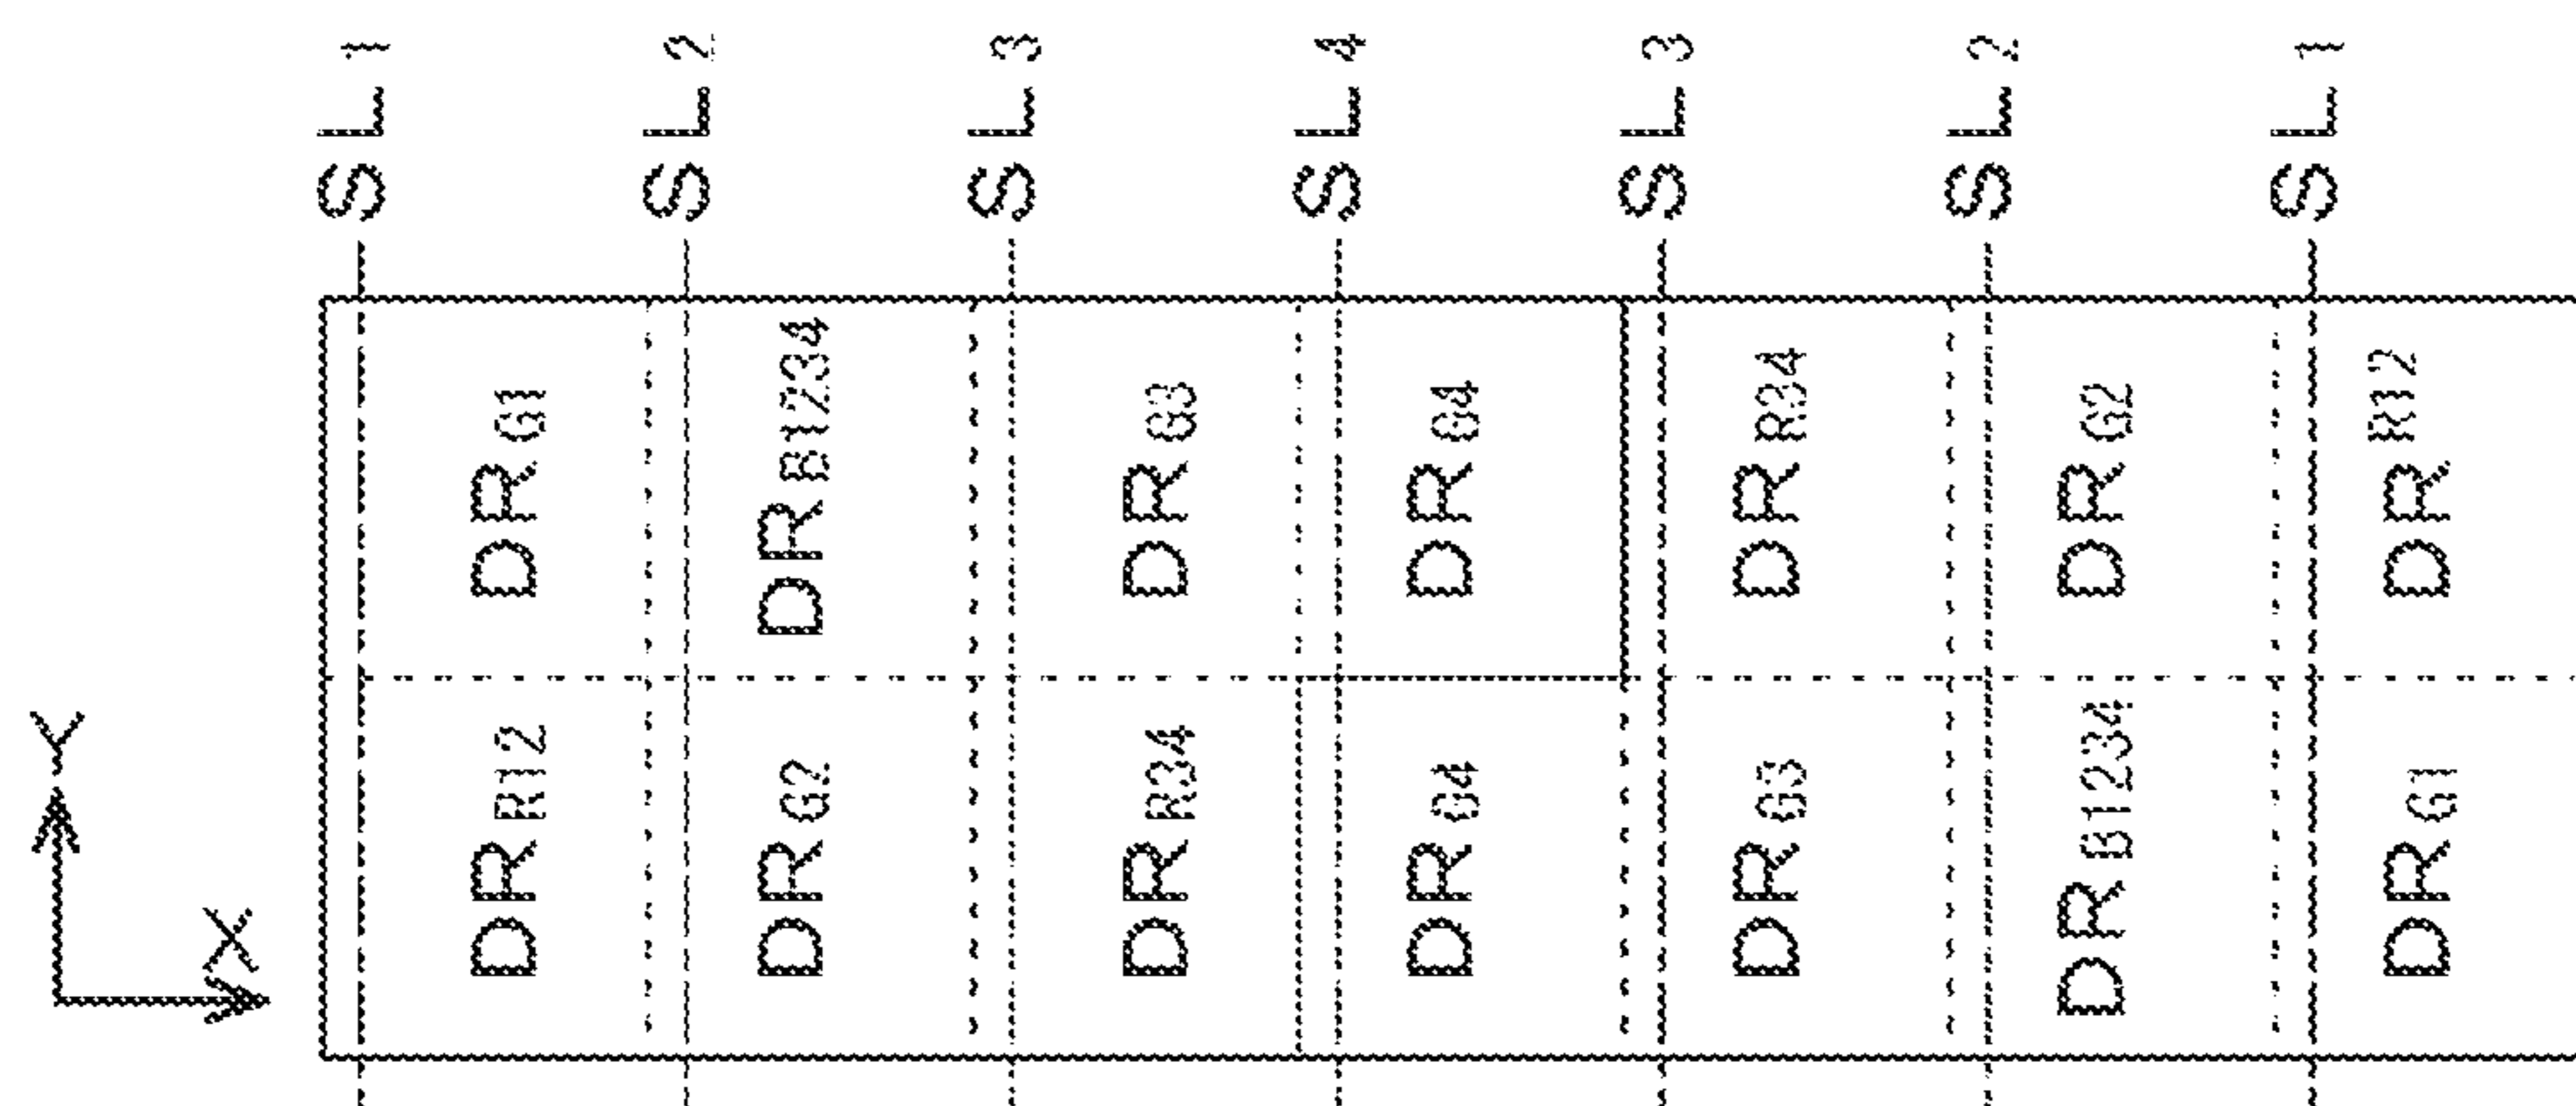 SL1 SL2 SL3 SL4 SL3 SL2 SL1
DRG1 DRB1234 DRG3 DRG4 DRR34 DRG2 DRR12
DRR12 DRG2 DRR34 DRG4 DRG3 DRB1234 DRG1
Y
X